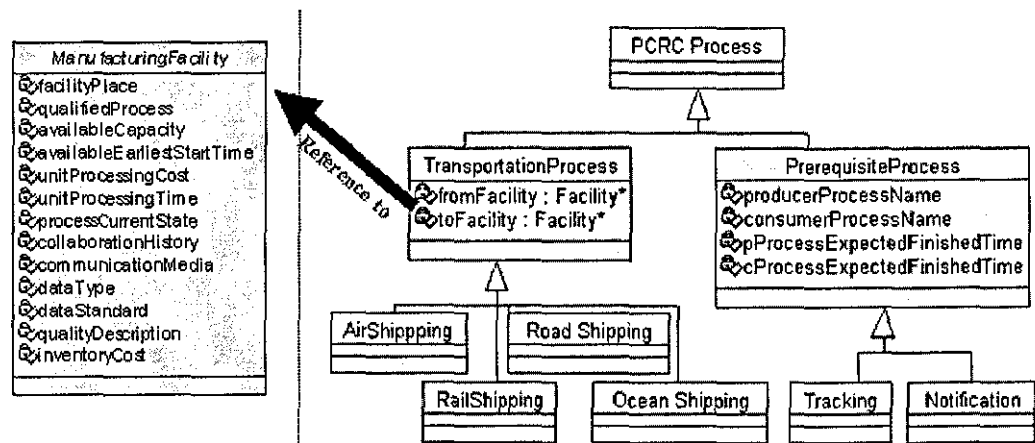 ManufacturingFacility
facilityPlace
qualifiedProcess
availableCapacity
availableEarliestStartTime
unitProcessingCost
unitProcessingTime
processCurrentState
collaborationHistory
communicationMedia
dataType
dataStandard
qualityDescription
inventoryCost
Reference to
PCRC Process
TransportationProcess
fromFacility : Facility*
toFacility : Facility*
PrerequisiteProcess
producerProcessName
consumerProcessName
pProcessExpectedFinishedTime
cProcessExpectedFinishedTime
AirShippping
Road Shipping
RailShipping
Ocean Shipping
Tracking
Notification